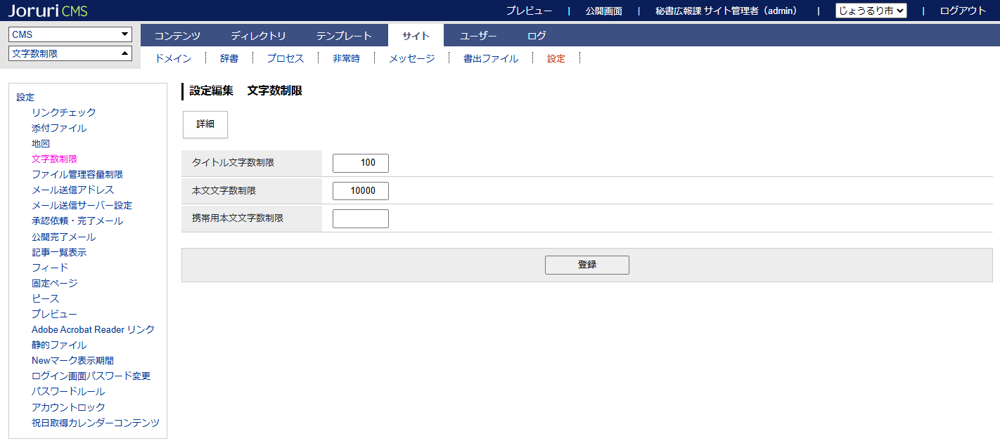 Joruri CMS プレビュー | 公開画面 | 秘書広報課 サイト管理者（admin） | じょうるり市 | ログアウト
CMS
文字数制限
コンテンツ ディレクトリ テンプレート サイト ユーザー ログ
ドメイン 辞書 プロセス 非常時 メッセージ 書出ファイル 設定
設定
リンクチェック
添付ファイル
地図
文字数制限
ファイル管理容量制限
メール送信アドレス
メール送信サーバー設定
承認依頼・完了メール
公開完了メール
記事一覧表示
フィード
固定ページ
ピース
プレビュー
Adobe Acrobat Reader リンク
静的ファイル
Newマーク表示期間
ログイン画面パスワード変更
パスワードルール
アカウントロック
祝日取得カレンダーコンテンツ
設定編集 文字数制限
詳細
タイトル文字数制限 100
本文文字数制限 10000
携帯用本文文字数制限
登録